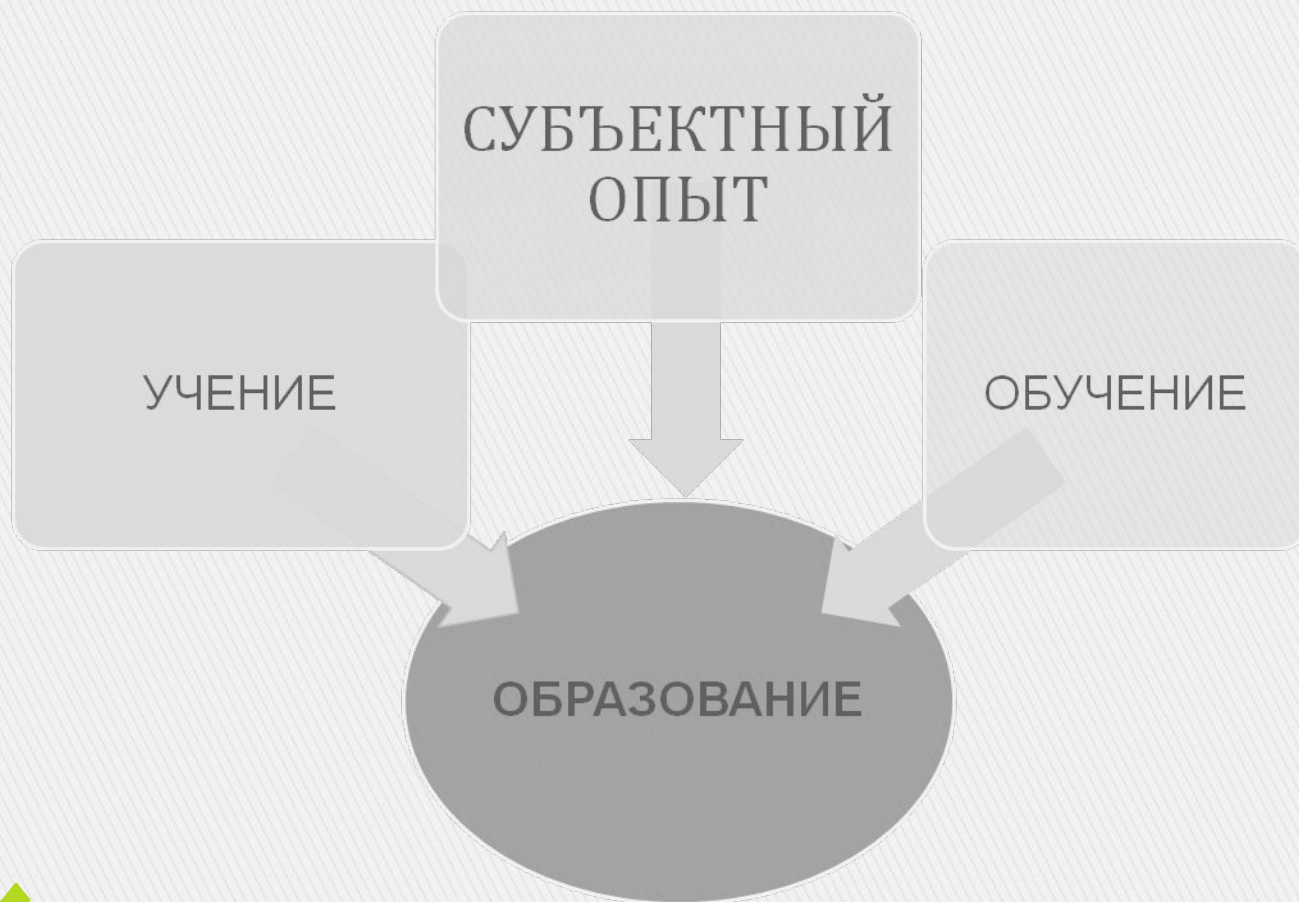 СУБЪЕКТНЫЙ
ОПЫТ
УЧЕНИЕ
ОБУЧЕНИЕ
ОБРАЗОВАНИЕ